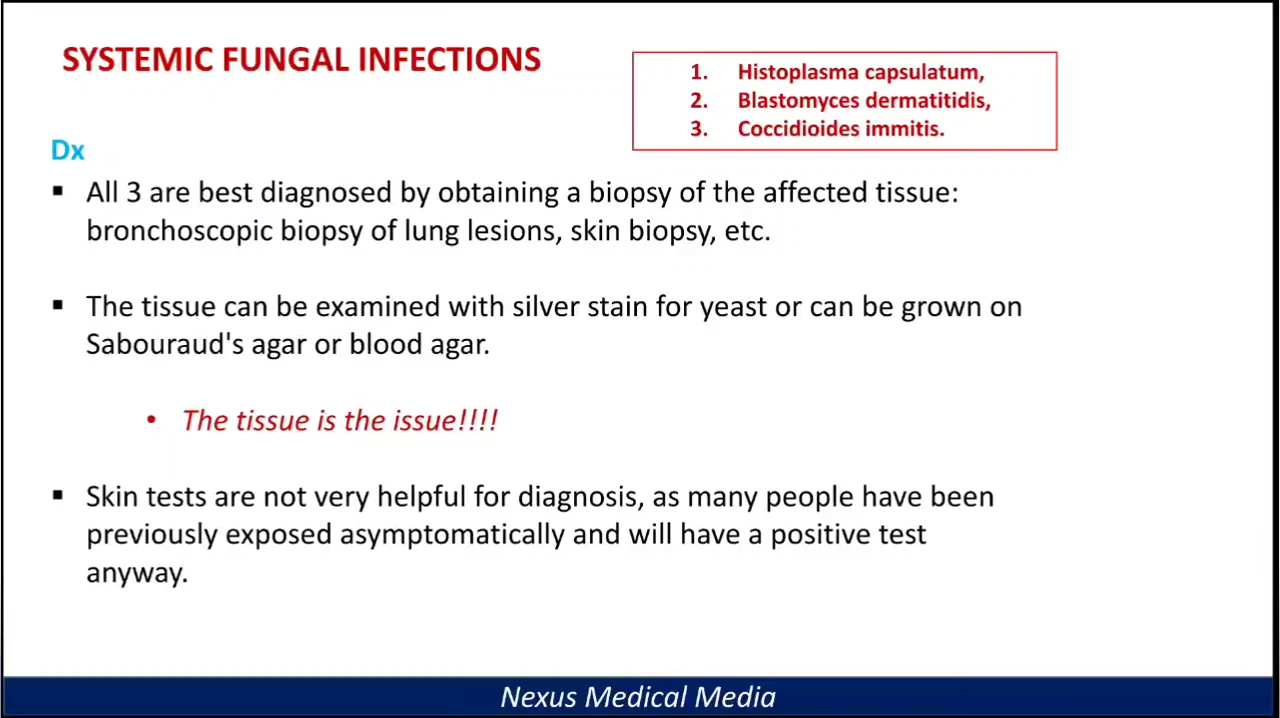 SYSTEMIC FUNGAL INFECTIONS
1. Histoplasma capsulatum,
2. Blastomyces dermatitidis,
3. Coccidioides immitis.
Dx
▪ All 3 are best diagnosed by obtaining a biopsy of the affected tissue:
bronchoscopic biopsy of lung lesions, skin biopsy, etc.
▪ The tissue can be examined with silver stain for yeast or can be grown on
Sabouraud's agar or blood agar.
• The tissue is the issue!!!!
▪ Skin tests are not very helpful for diagnosis, as many people have been
previously exposed asymptomatically and will have a positive test
anyway.
Nexus Medical Media